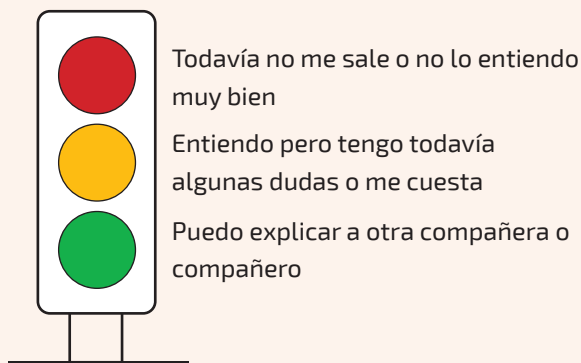 Todavía no me sale o no lo entiendo
muy bien
Entiendo pero tengo todavía
algunas dudas o me cuesta
Puedo explicar a otra compañera o
compañero